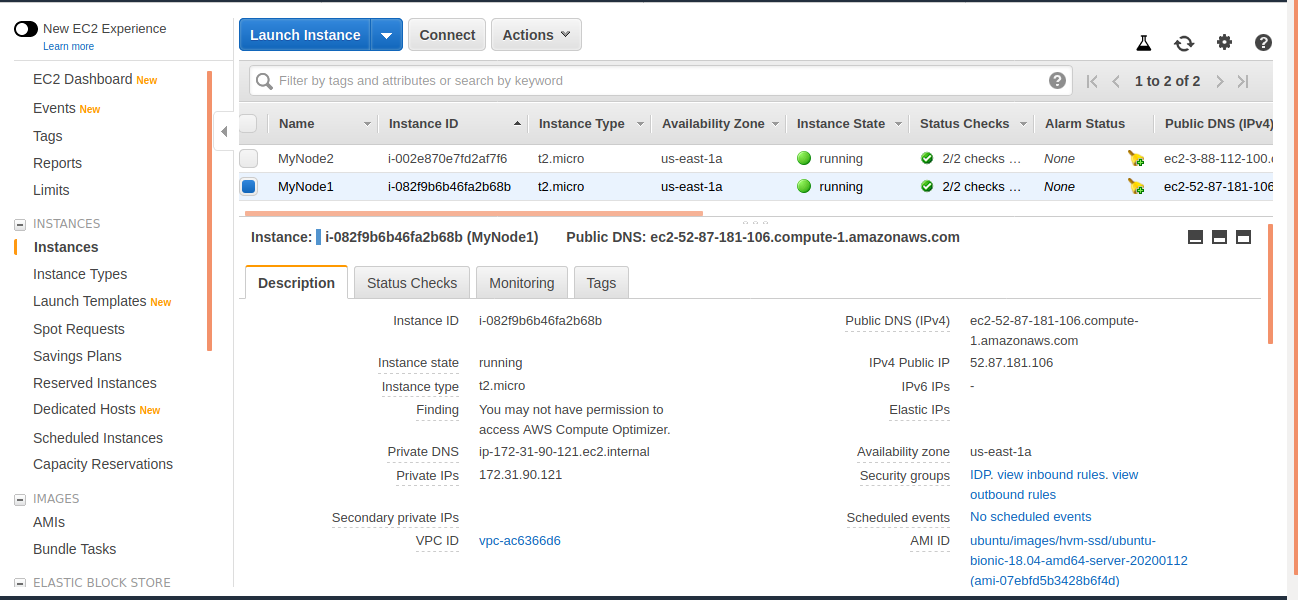 New EC2 Experience
Learn more
EC2 Dashboard New
Events New
Tags
Reports
Limits
INSTANCES
Instances
Instance Types
Launch Templates New
Spot Requests
Savings Plans
Reserved Instances
Dedicated Hosts New
Scheduled Instances
Capacity Reservations
IMAGES
AMIs
Bundle Tasks
ELASTIC BLOCK STORE
Launch Instance Connect Actions
Filter by tags and attributes or search by keyword 1 to 2 of 2
Name Instance ID Instance Type Availability Zone Instance State Status Checks Alarm Status Public DNS (IPv4)
MyNode2 i-002e870e7fd2af7f6 t2.micro us-east-1a running 2/2 checks … None ec2-3-88-112-100.
MyNode1 i-082f9b6b46fa2b68b t2.micro us-east-1a running 2/2 checks … None ec2-52-87-181-106
Instance: i-082f9b6b46fa2b68b (MyNode1) Public DNS: ec2-52-87-181-106.compute-1.amazonaws.com
Description Status Checks Monitoring Tags
Instance ID i-082f9b6b46fa2b68b
Instance state running
Instance type t2.micro
Finding You may not have permission to
access AWS Compute Optimizer.
Private DNS ip-172-31-90-121.ec2.internal
Private IPs 172.31.90.121
Secondary private IPs
VPC ID vpc-ac6366d6
Public DNS (IPv4) ec2-52-87-181-106.compute-
1.amazonaws.com
IPv4 Public IP 52.87.181.106
IPv6 IPs -
Elastic IPs
Availability zone us-east-1a
Security groups IDP. view inbound rules. view
outbound rules
Scheduled events No scheduled events
AMI ID ubuntu/images/hvm-ssd/ubuntu-
bionic-18.04-amd64-server-20200112
(ami-07ebfd5b3428b6f4d)